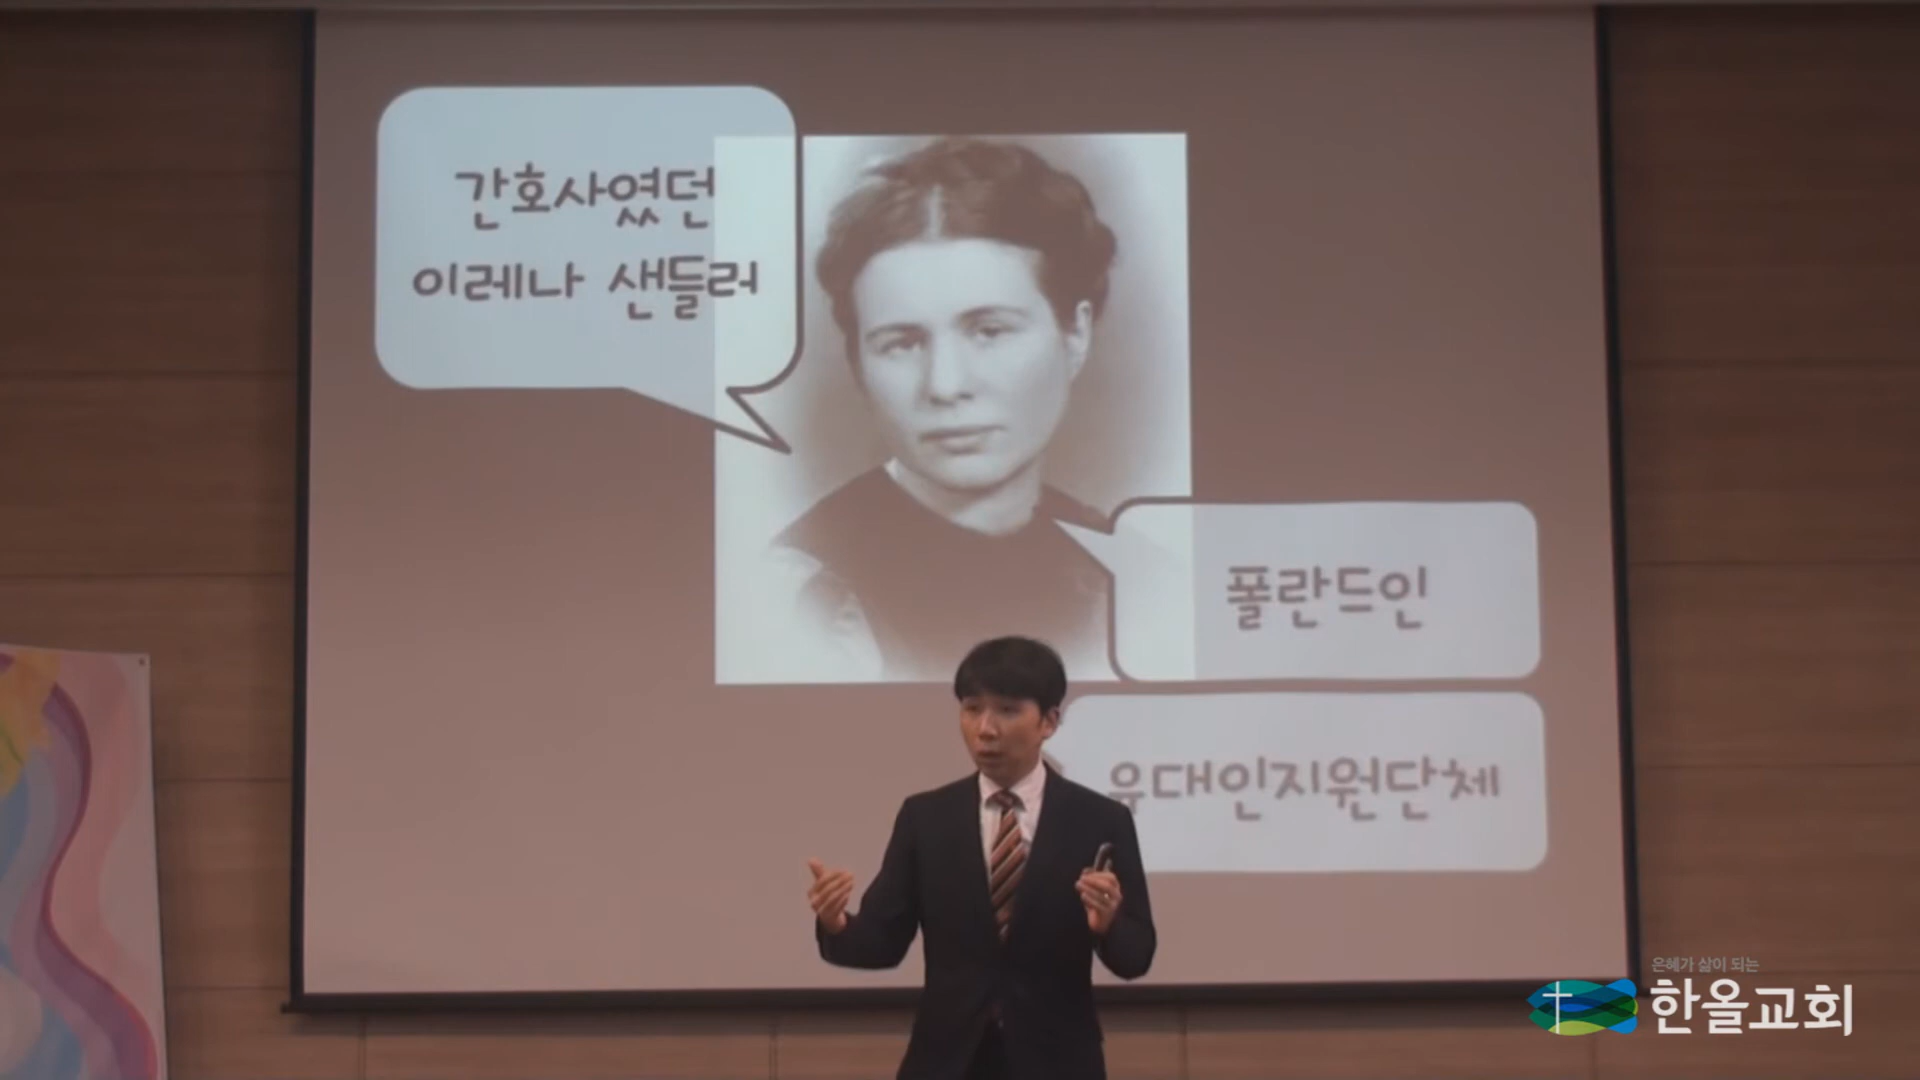 간호사였던
이레나 샌들러
폴란드인
유대인지원단체
은혜가 삶이 되는
한올교회